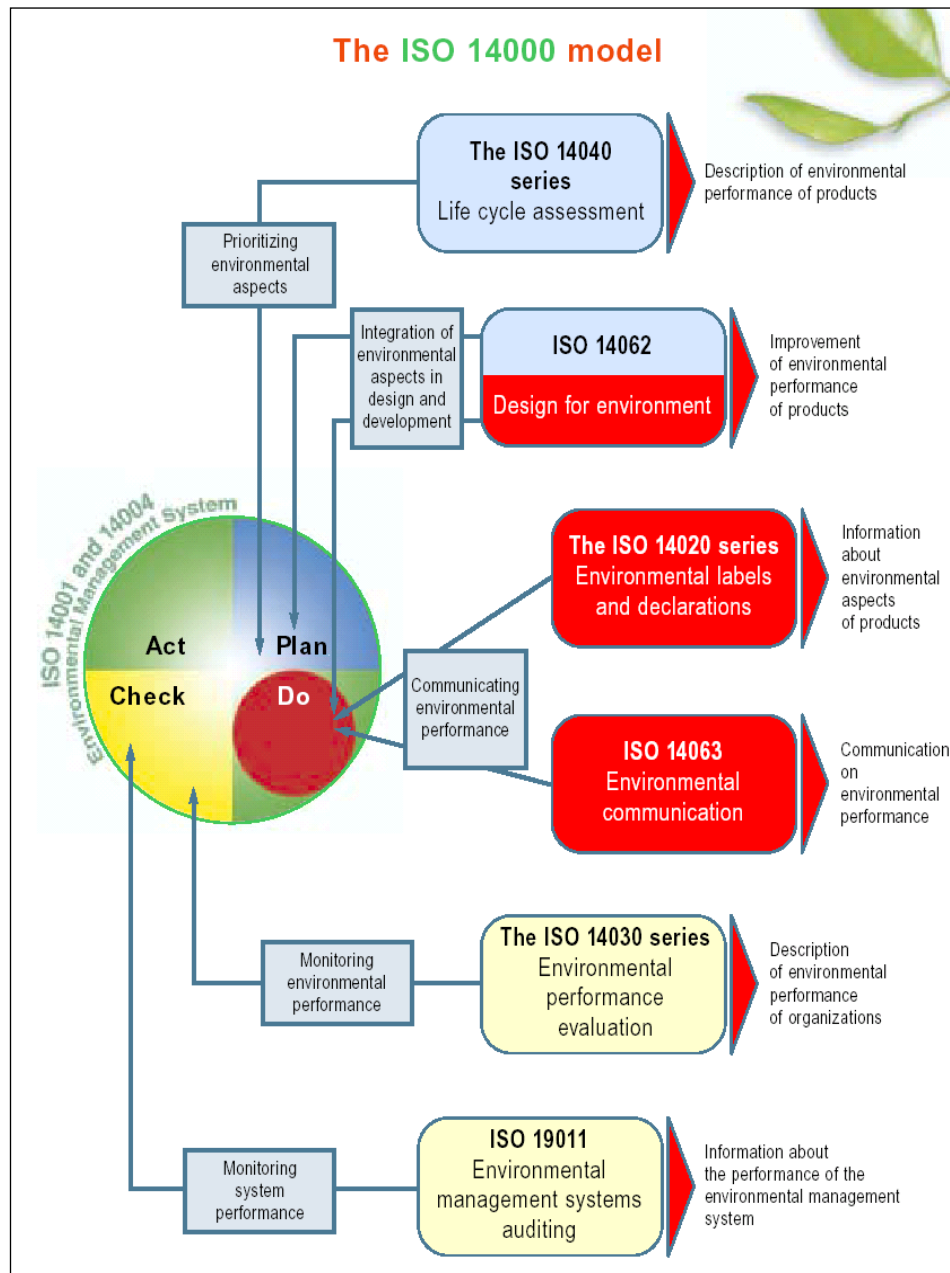 The ISO 14000 model
The ISO 14040
series
Life cycle assessment
Description of environmental
performance of products
Prioritizing
environmental
aspects
Integration of
environmental
aspects in
design and
development
ISO 14062
Design for environment
Improvement
of environmental
performance
of products
ISO 14001 and 14004
Environmental Management System
Act
Plan
Check
Do
The ISO 14020 series
Environmental labels
and declarations
Information
about
environmental
aspects
of products
Communicating
environmental
performance
ISO 14063
Environmental
communication
Communication
on
environmental
performance
Monitoring
environmental
performance
The ISO 14030 series
Environmental
performance
evaluation
Description
of environmental
performance
of organizations
Monitoring
system
performance
ISO 19011
Environmental
management systems
auditing
Information about
the performance of the
environmental management
system